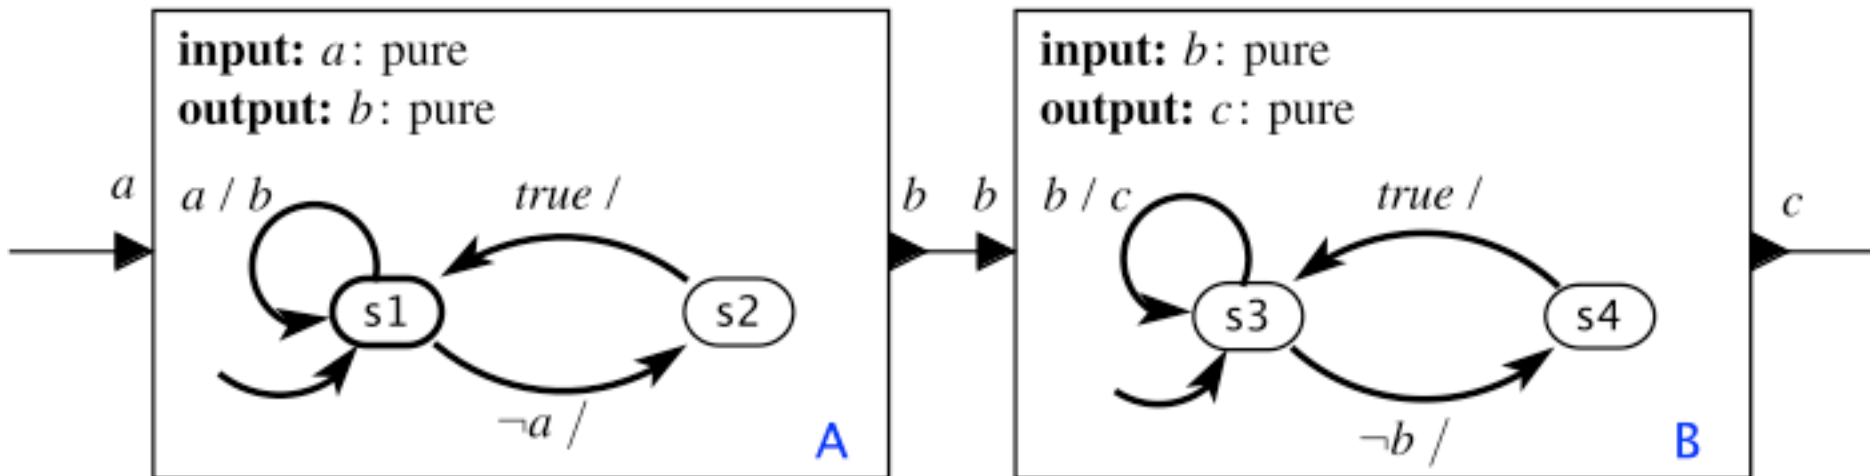 input: a: pure
output: b: pure
a
a / b
true /
s1
s2
¬a /
A
b
b
input: b: pure
output: c: pure
b / c
true /
s3
s4
¬b /
B
c